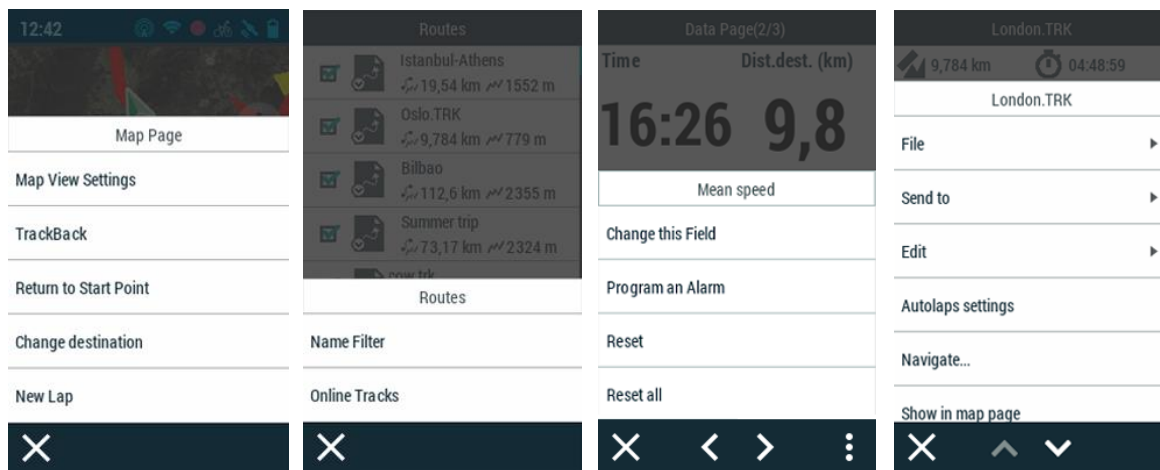 12:42
Map Page
Map View Settings
TrackBack
Return to Start Point
Change destination
New Lap
Routes
Istanbul-Athens
19,54 km 1552 m
Oslo.TRK
9,784 km 779 m
Bilbao
112,6 km 2355 m
Summer trip
73,17 km 2324 m
cow.trk
Routes
Name Filter
Online Tracks
Data Page(2/3)
Time Dist.dest. (km)
16:26 9,8
Mean speed
Change this Field
Program an Alarm
Reset
Reset all
London.TRK
9,784 km 04:48:59
London.TRK
File
Send to
Edit
Autolaps settings
Navigate...
Show in map page